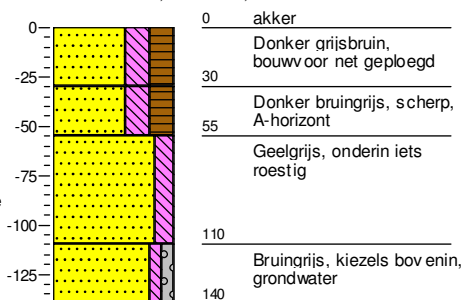 0 0 akker
Donker grijsbruin,
bouwvoor net geploegd
-25 30
Donker bruingrijs, scherp,
A-horizont
-50 55
Geelgrijs, onderin iets
roestig
-75
-100 110
Bruingrijs, kiezels bovenin,
grondwater
-125 140